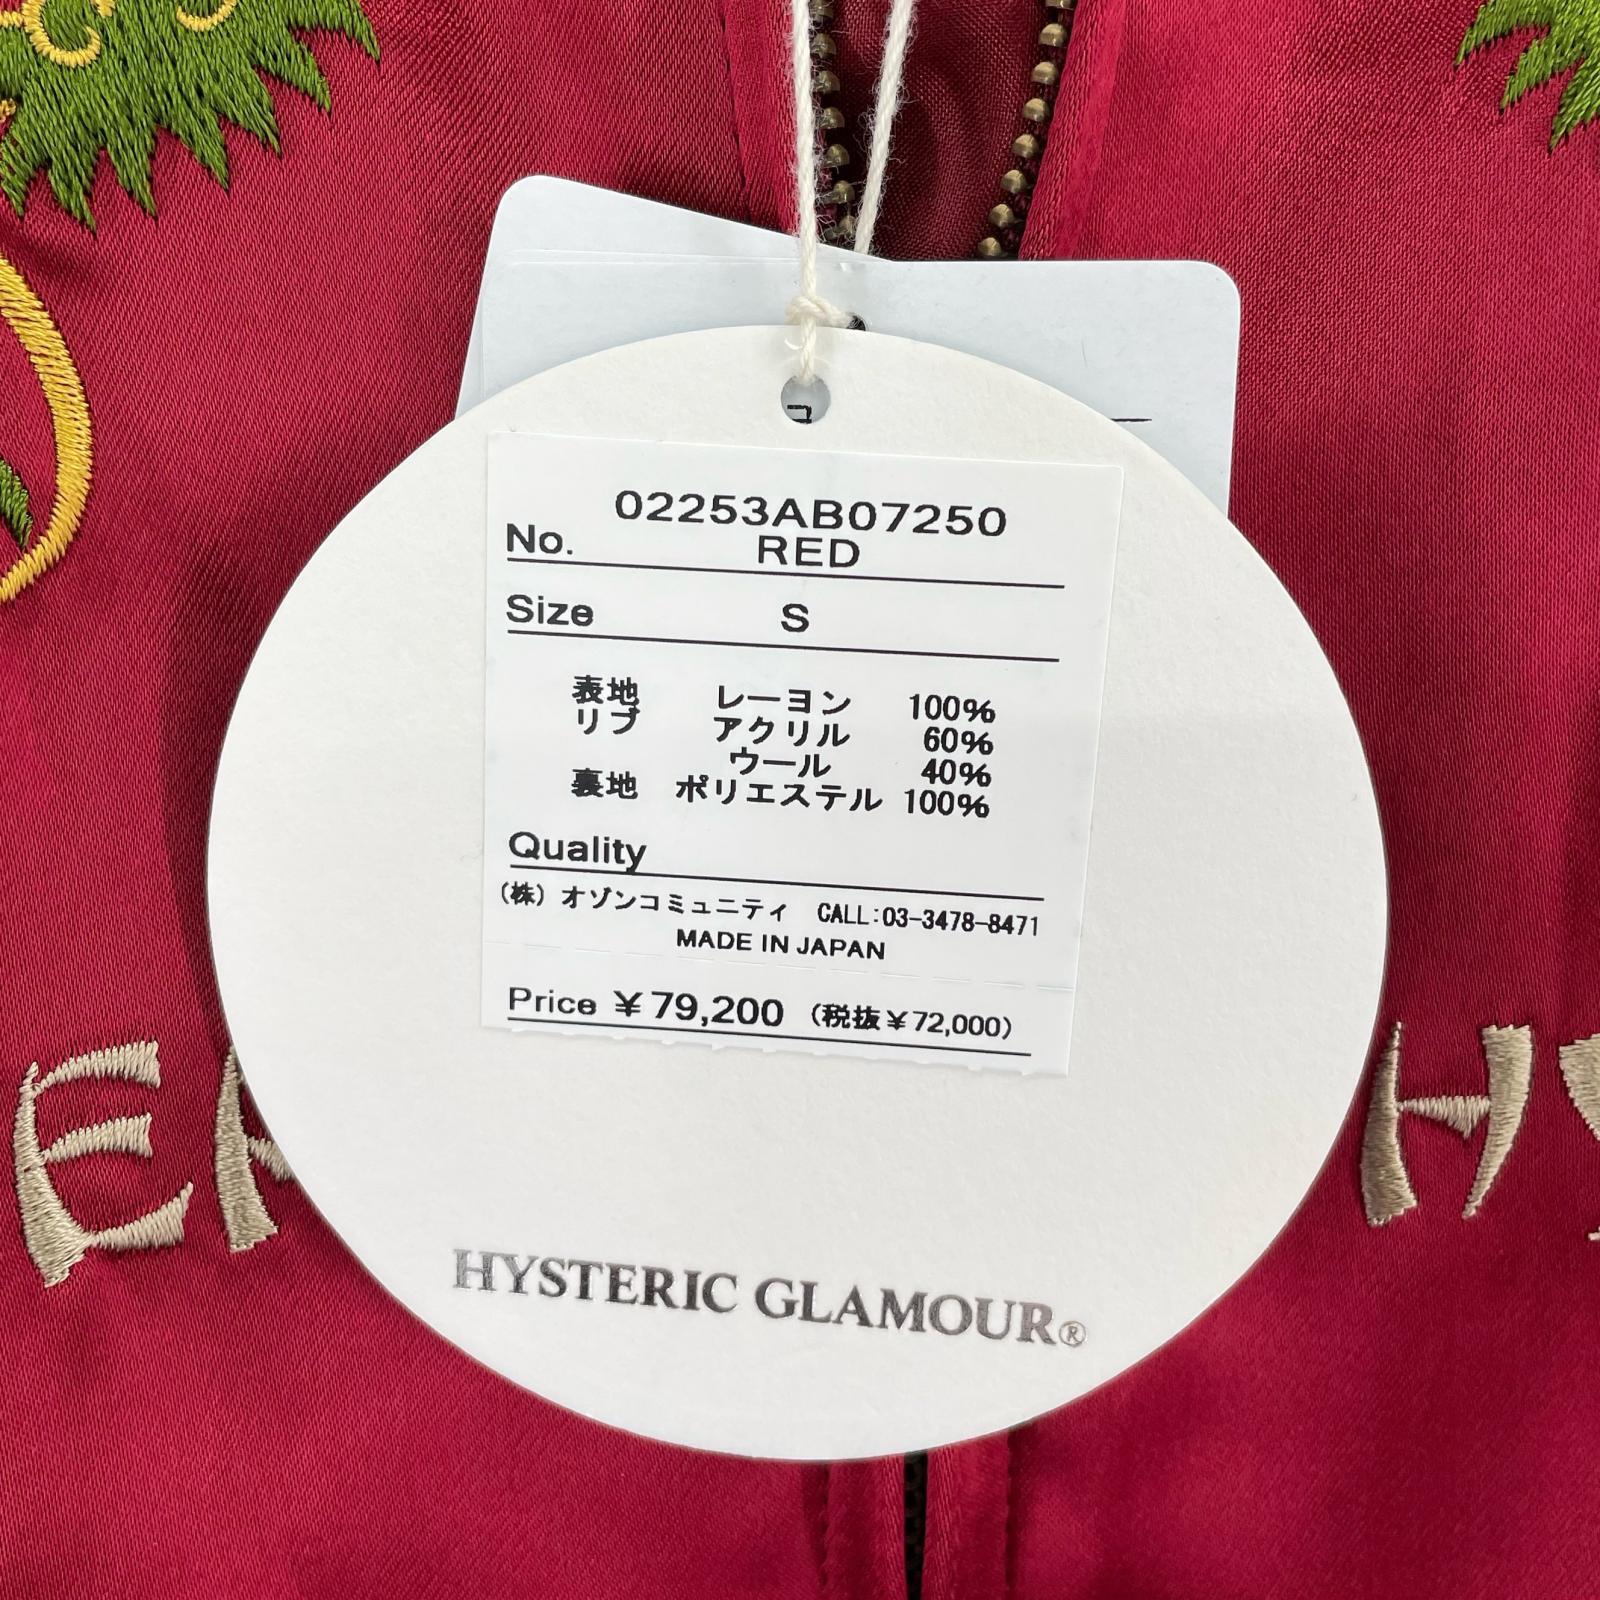 02253AB07250
No. RED
Size S
表地 レーヨン 100%
リブ アクリル 60%
ウール 40%
裏地 ポリエステル 100%
Quality
(株)オゾンコミュニティ CALL:03-3478-8471
MADE IN JAPAN
Price ¥79,200 (税抜¥72,000)
HYSTERIC GLAMOUR®